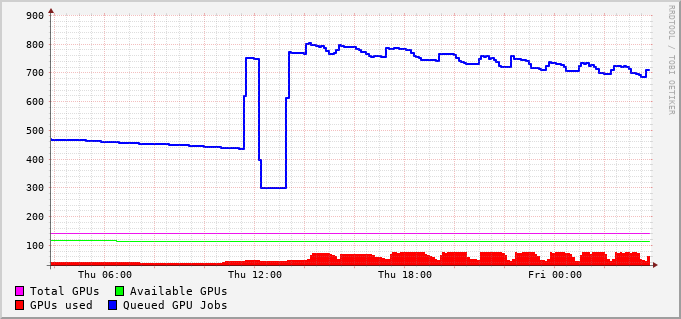 900
800
700
600
500
400
300
200
100
Thu 06:00 Thu 12:00 Thu 18:00 Fri 00:00
Total GPUs Available GPUs
GPUs used Queued GPU Jobs
RRDTOOL / TOBI OETIKER